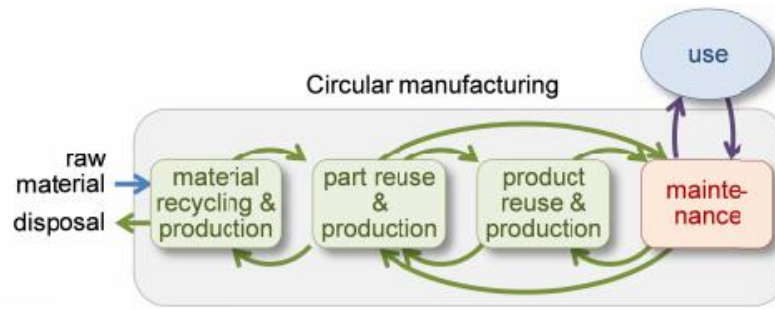 use
Circular manufacturing
raw
material
disposal
material
recycling &
production
part reuse
&
production
product
reuse &
production
mainte-
nance